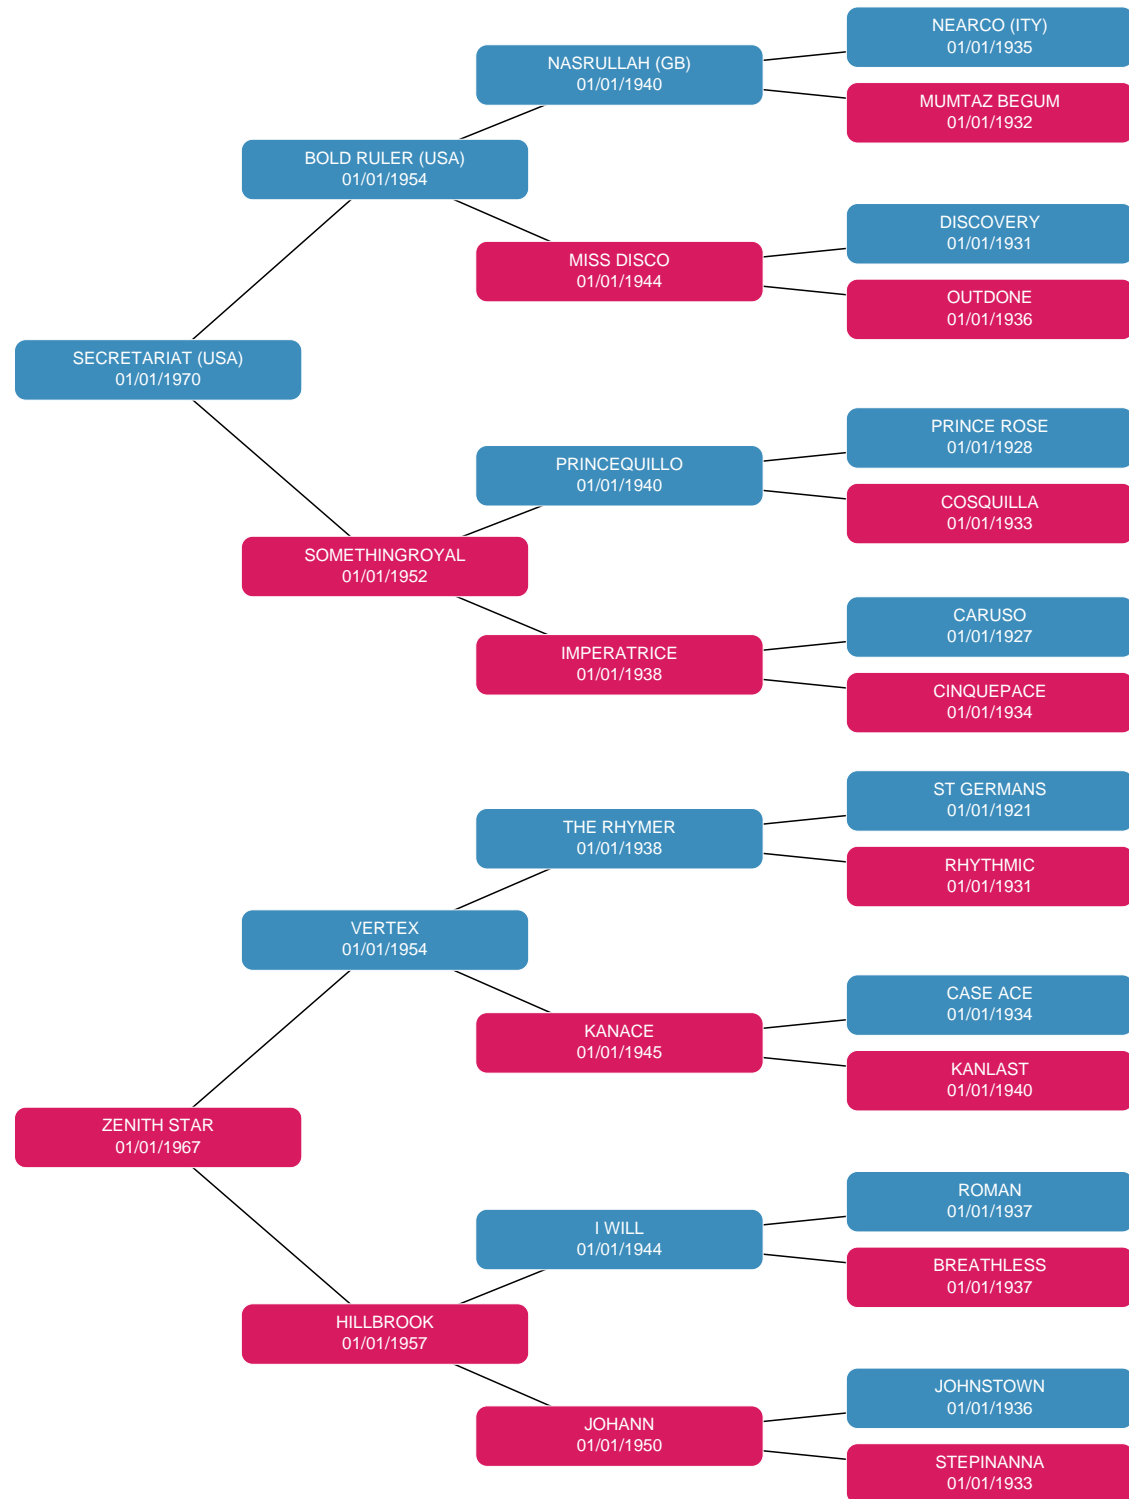 NEARCO (ITY)
01/01/1935
NASRULLAH (GB)
01/01/1940
MUMTAZ BEGUM
01/01/1932
BOLD RULER (USA)
01/01/1954
DISCOVERY
01/01/1931
MISS DISCO
01/01/1944
OUTDONE
01/01/1936
SECRETARIAT (USA)
01/01/1970
PRINCE ROSE
01/01/1928
PRINCEQUILLO
01/01/1940
COSQUILLA
01/01/1933
SOMETHINGROYAL
01/01/1952
CARUSO
01/01/1927
IMPERATRICE
01/01/1938
CINQUEPACE
01/01/1934
ST GERMANS
01/01/1921
THE RHYMER
01/01/1938
RHYTHMIC
01/01/1931
VERTEX
01/01/1954
CASE ACE
01/01/1934
KANACE
01/01/1945
KANLAST
01/01/1940
ZENITH STAR
01/01/1967
ROMAN
01/01/1937
I WILL
01/01/1944
BREATHLESS
01/01/1937
HILLBROOK
01/01/1957
JOHNSTOWN
01/01/1936
JOHANN
01/01/1950
STEPINANNA
01/01/1933